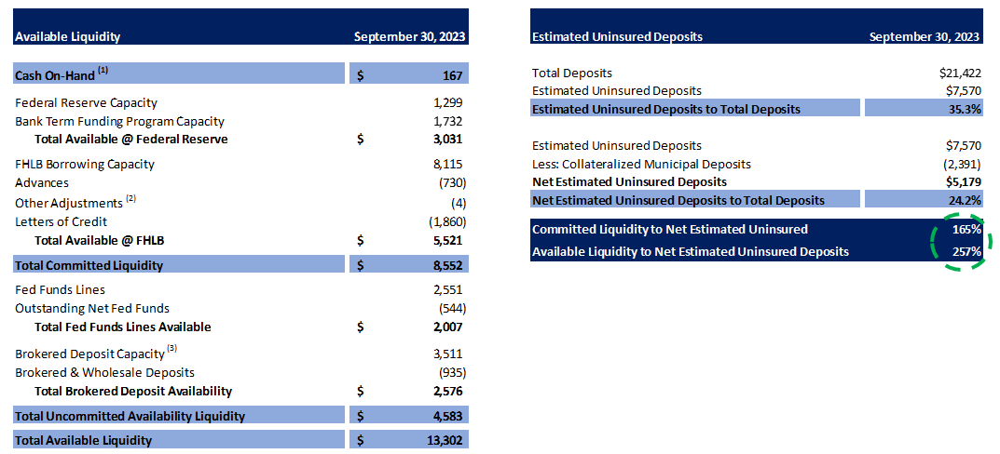 Available Liquidity September 30, 2023
Cash On-Hand (1) $ 167
Federal Reserve Capacity 1,299
Bank Term Funding Program Capacity 1,732
Total Available @ Federal Reserve $ 3,031
FHLB Borrowing Capacity 8,115
Advances (730)
Other Adjustments (2) (4)
Letters of Credit (1,860)
Total Available @ FHLB $ 5,521
Total Committed Liquidity $ 8,552
Fed Funds Lines 2,551
Outstanding Net Fed Funds (544)
Total Fed Funds Lines Available $ 2,007
Brokered Deposit Capacity (3) 3,511
Brokered & Wholesale Deposits (935)
Total Brokered Deposit Availability $ 2,576
Total Uncommitted Availability Liquidity $ 4,583
Total Available Liquidity $ 13,302
Estimated Uninsured Deposits September 30, 2023
Total Deposits $21,422
Estimated Uninsured Deposits $7,570
Estimated Uninsured Deposits to Total Deposits 35.3%
Estimated Uninsured Deposits $7,570
Less: Collateralized Municipal Deposits (2,391)
Net Estimated Uninsured Deposits $5,179
Net Estimated Uninsured Deposits to Total Deposits 24.2%
Committed Liquidity to Net Estimated Uninsured 165%
Available Liquidity to Net Estimated Uninsured Deposits 257%